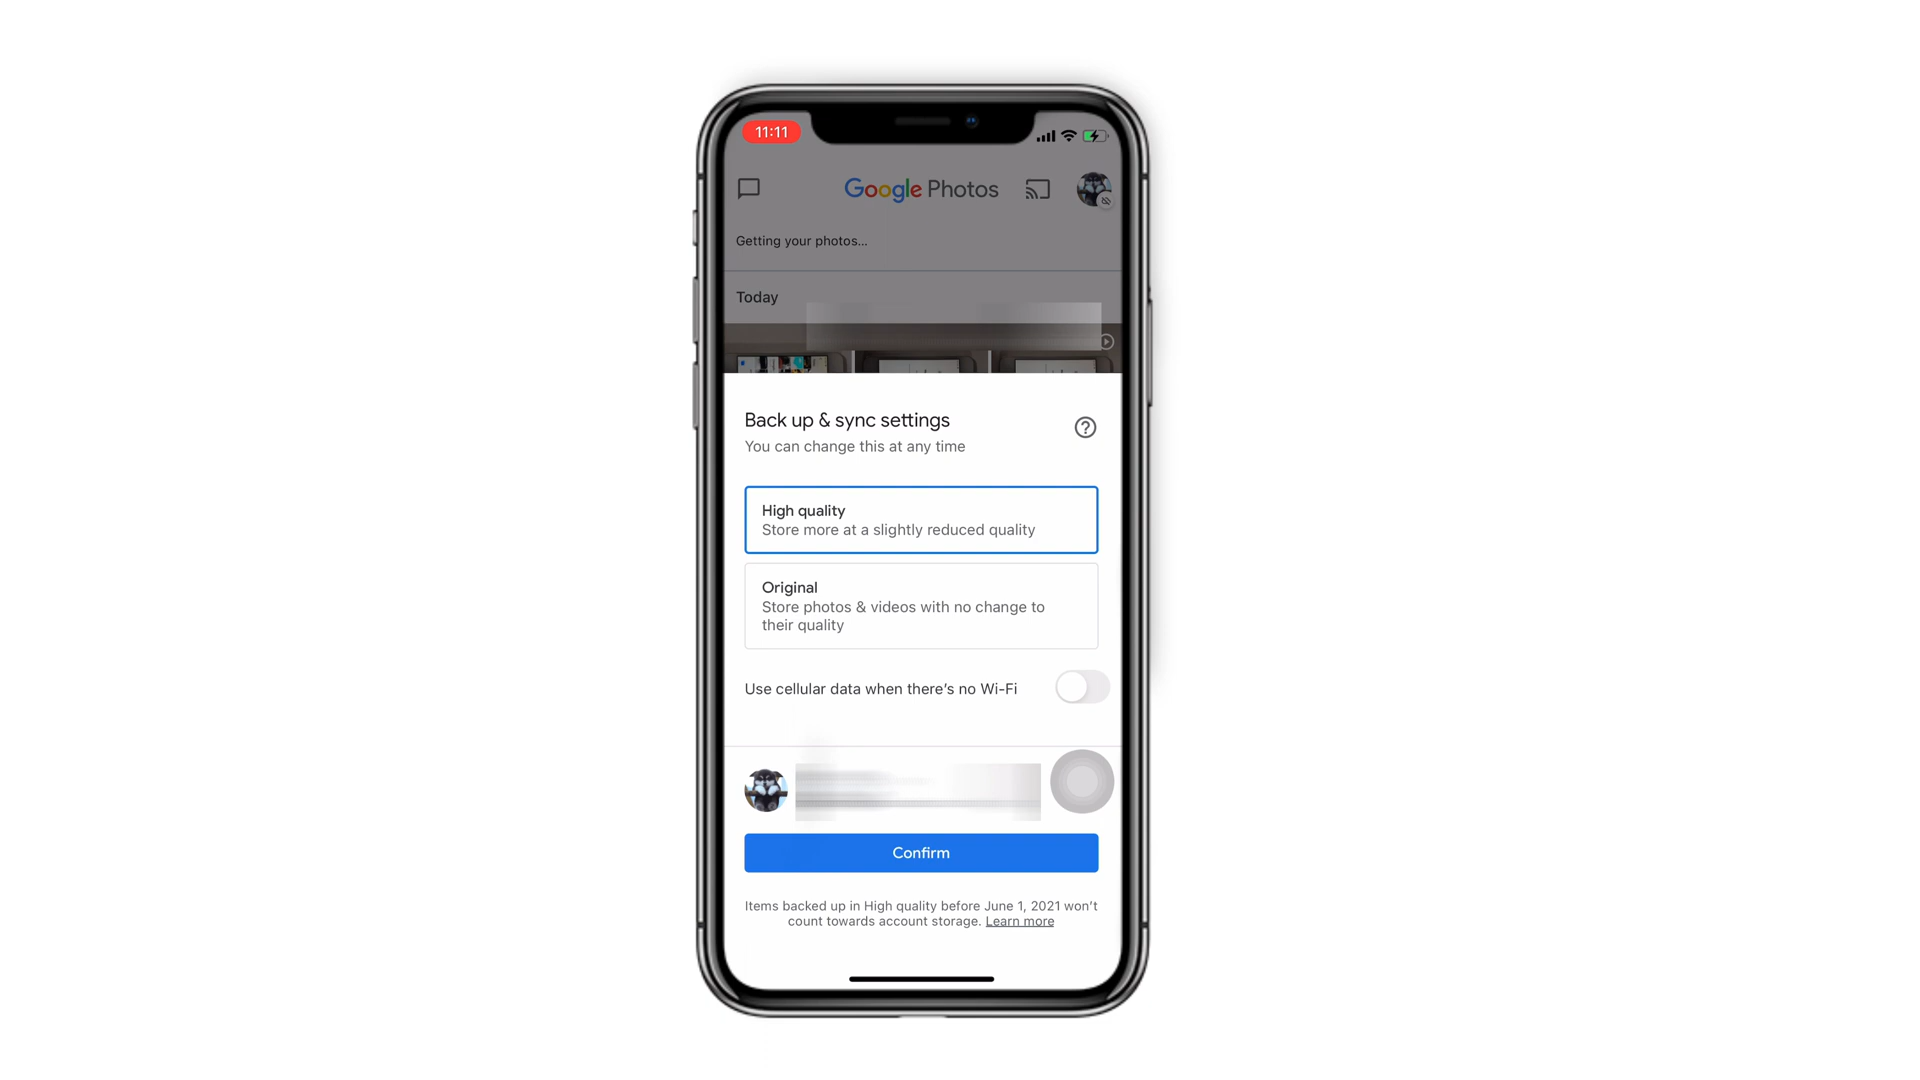 11:11
Google Photos
Getting your photos...
Today
Back up & sync settings
You can change this at any time
High quality
Store more at a slightly reduced quality
Original
Store photos & videos with no change to
their quality
Use cellular data when there's no Wi-Fi
Confirm
Items backed up in High quality before June 1, 2021 won't
count towards account storage. Learn more